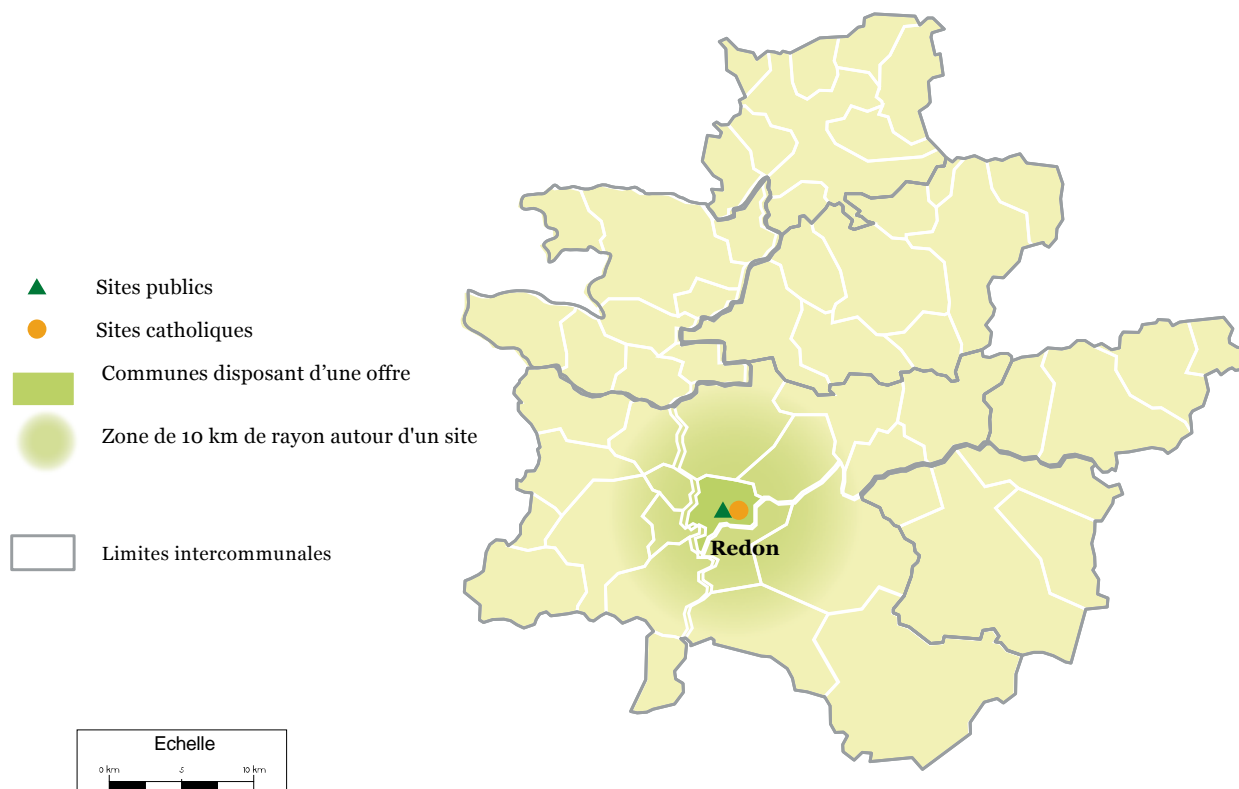 Sites publics
Sites catholiques
Communes disposant d’une offre
Zone de 10 km de rayon autour d'un site
Limites intercommunales
Redon
Echelle
0 km 5 10 km